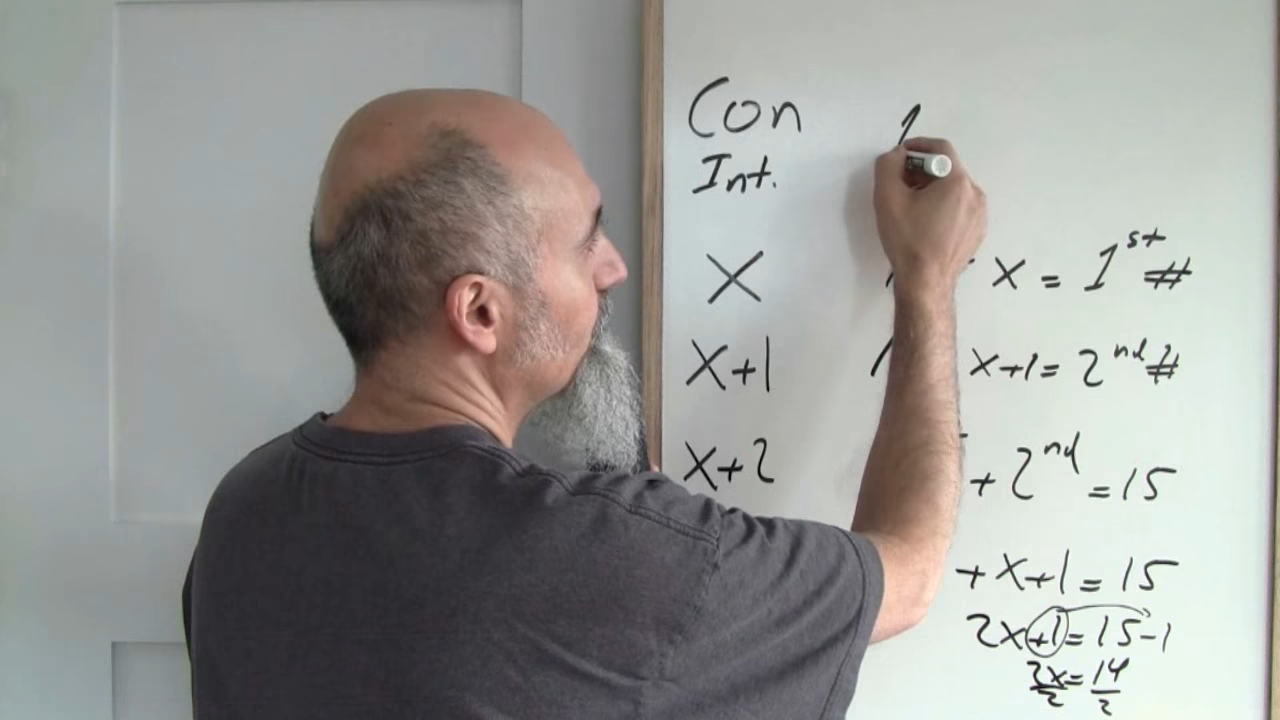 Con
Int.
X
X+1
X+2
x = 1st #
x+1 = 2nd #
+ 2nd = 15
+ x+1 = 15
2x+1 = 15-1
2x/2 = 14/2